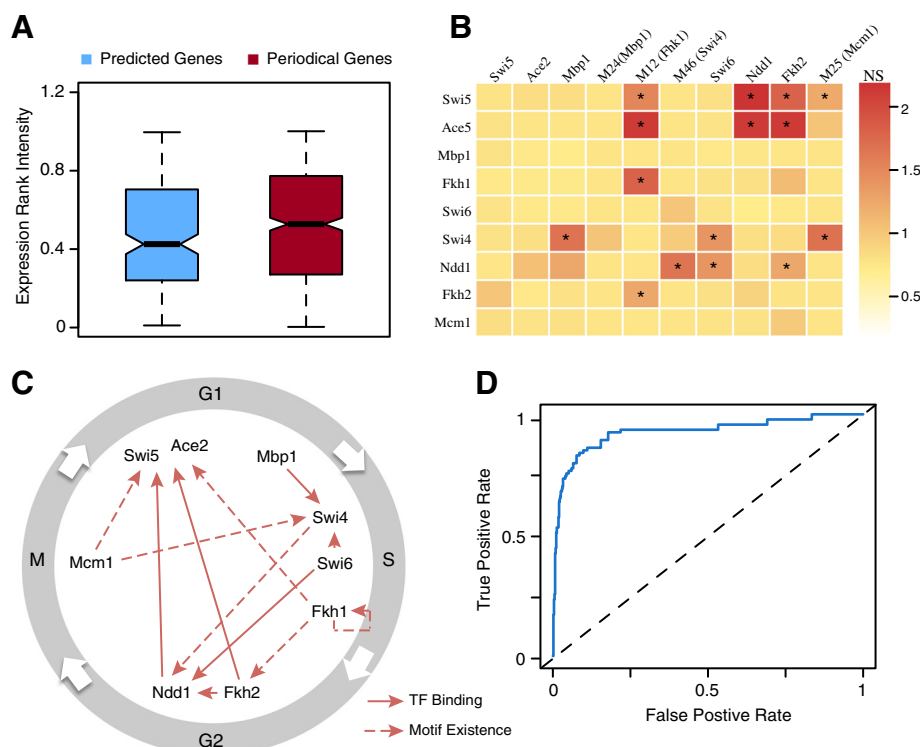 A
Predicted Genes Periodical Genes
Expression Rank Intensity
1.2
0.8
0.4
0
B
Swi5 Ace2 Mbp1 M24(Mbp1) M12 (Fhk1) M46 (Swi4) Swi6 Ndd1 Fkh2 M25 (Mcm1) NS
Swi5 * * * *
Ace5 * * *
Mbp1
Fkh1 *
Swi6
Swi4 * * *
Ndd1 * * *
Fkh2 *
Mcm1
2
1.5
1
0.5
C
G1
Swi5 Ace2 Mbp1
Swi4
M Mcm1 Swi6 S
Fkh1
Ndd1 Fkh2
G2
TF Binding
Motif Existence
D
True Positive Rate
1
0.5
0
0 0.5 1
False Postive Rate